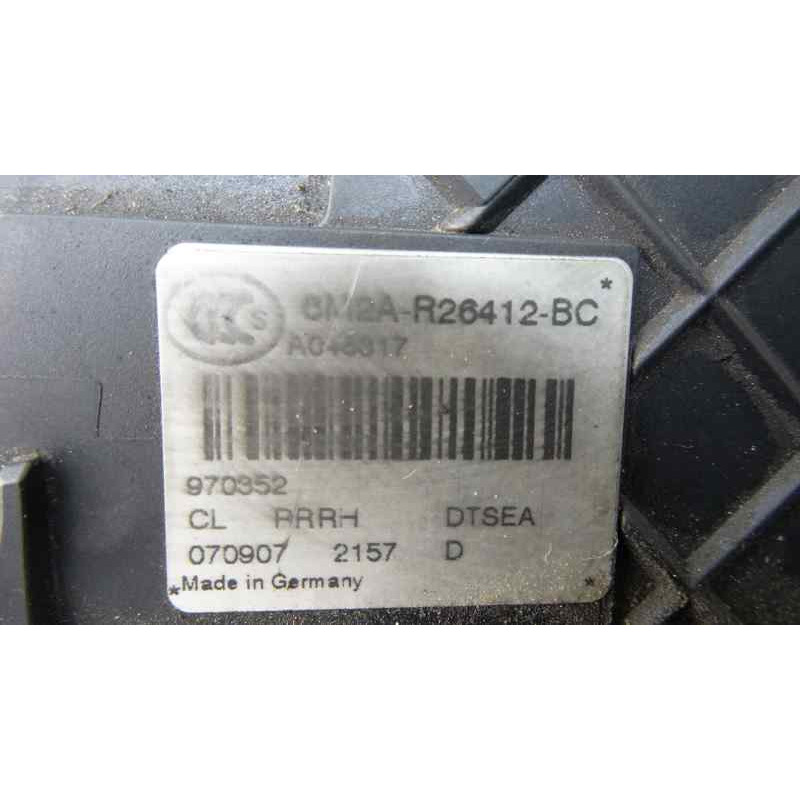 6M2A-R26412-BC
970352
CL RRRH DTSEA
070907 2157 D
*Made in Germany